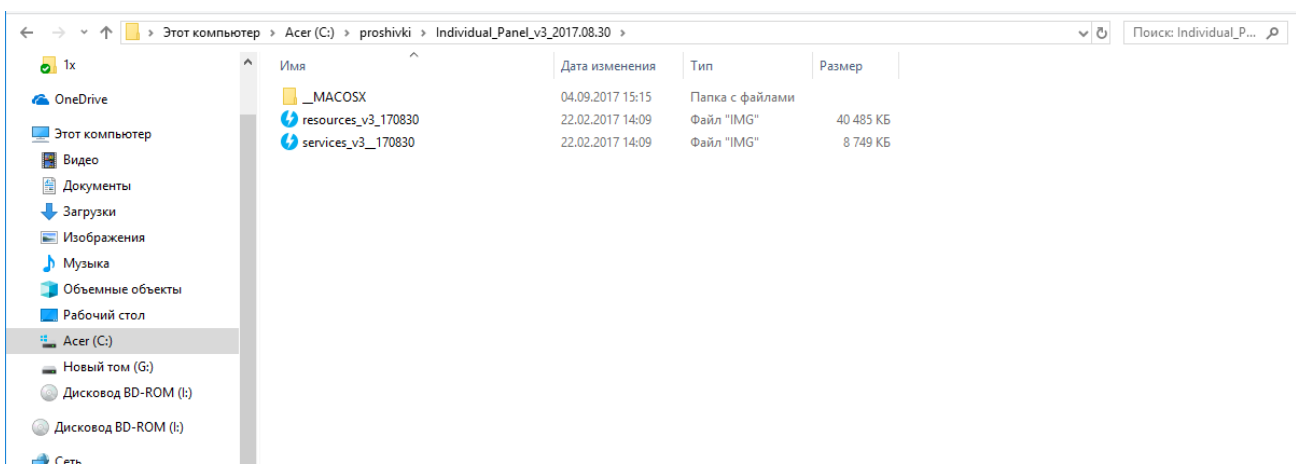 Этот компьютер > Acer (C:) > proshivki > Individual_Panel_v3_2017.08.30 >
Поиск: Individual_P...
1x
OneDrive
Этот компьютер
Видео
Документы
Загрузки
Изображения
Музыка
Объемные объекты
Рабочий стол
Acer (C:)
Новый том (G:)
Дисковод BD-ROM (I:)
Дисковод BD-ROM (I:)
Сеть
Имя Дата изменения Тип Размер
__MACOSX 04.09.2017 15:15 Папка с файлами
resources_v3_170830 22.02.2017 14:09 Файл "IMG" 40 485 КБ
services_v3__170830 22.02.2017 14:09 Файл "IMG" 8 749 КБ